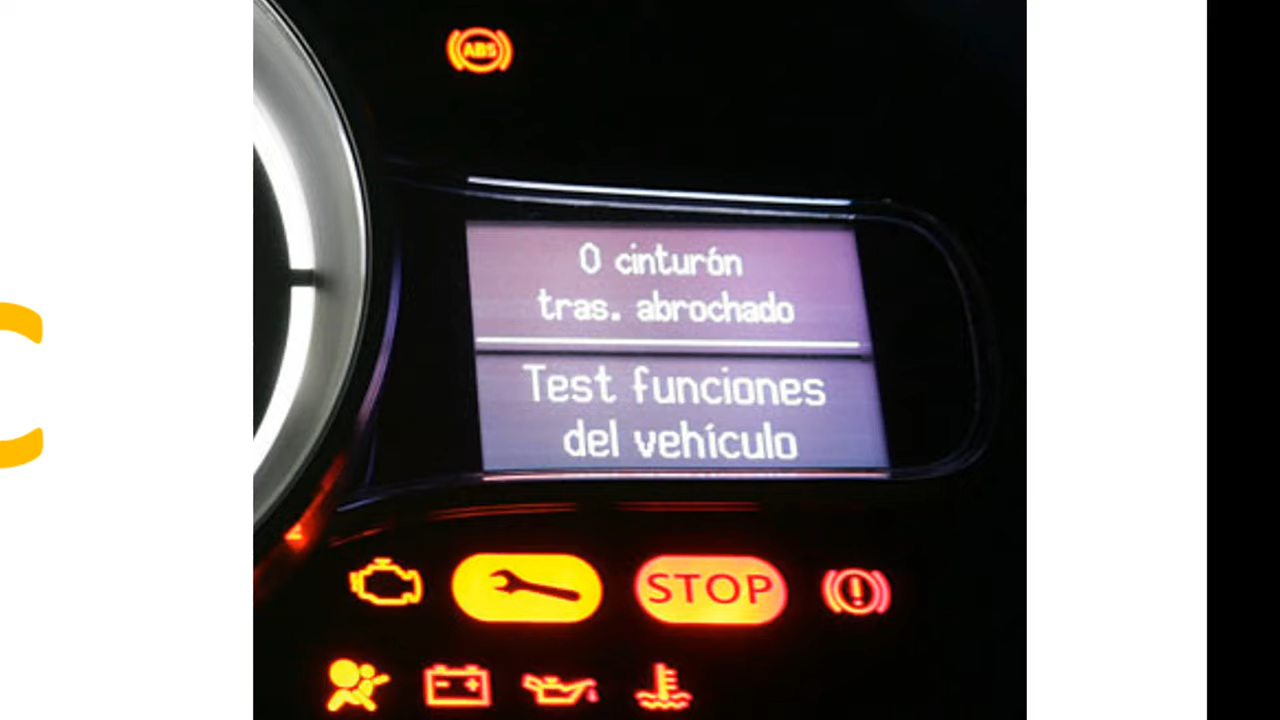 ABS
0 cinturón
tras. abrochado
Test funciones
del vehículo
STOP